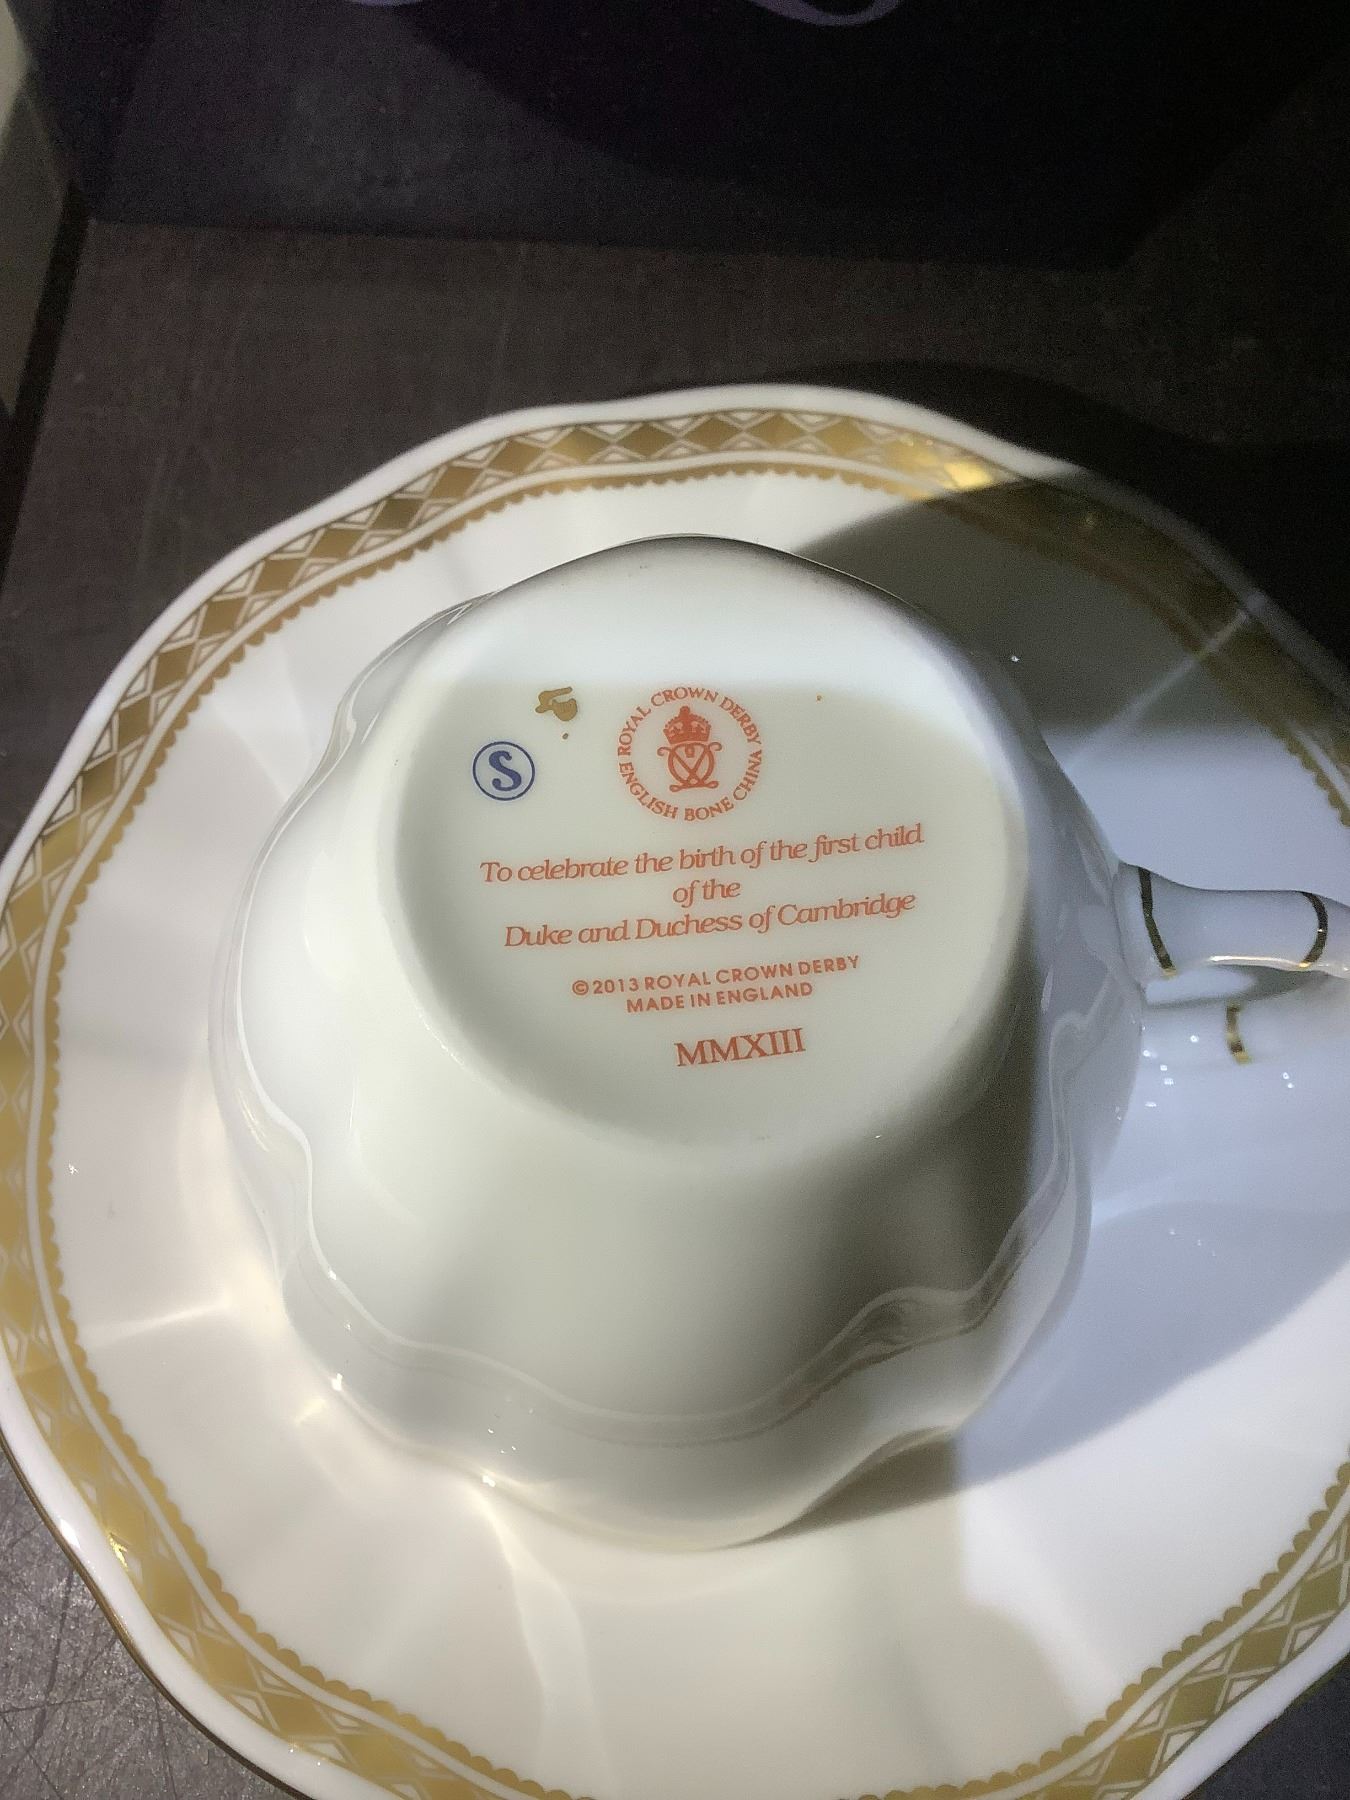 ROYAL CROWN DERBY
ENGLISH BONE CHINA
S
To celebrate the birth of the first child
of the
Duke and Duchess of Cambridge
©2013 ROYAL CROWN DERBY
MADE IN ENGLAND
MMXIII